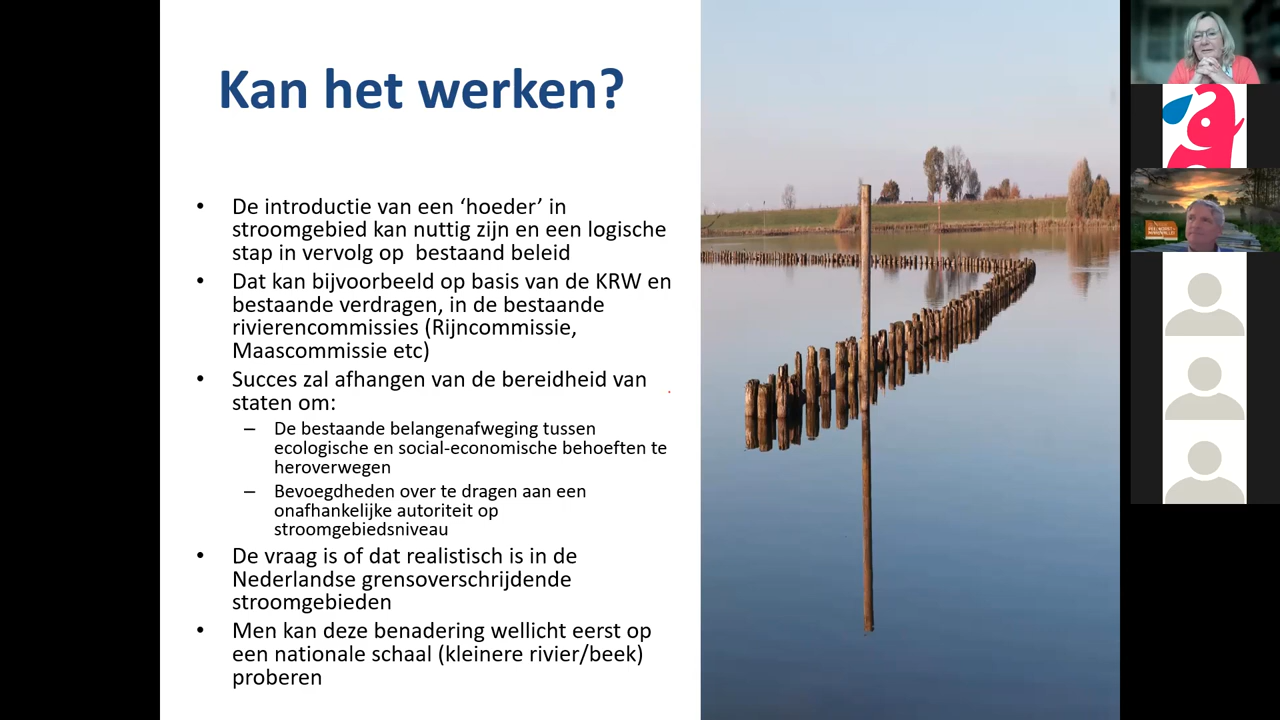 Kan het werken?
• De introductie van een ‘hoeder’ in
stroomgebied kan nuttig zijn en een logische
stap in vervolg op  bestaand beleid
• Dat kan bijvoorbeeld op basis van de KRW en
bestaande verdragen, in de bestaande
rivierencommissies (Rijncommissie,
Maascommissie etc)
• Succes zal afhangen van de bereidheid van
staten om:
– De bestaande belangenafweging tussen
ecologische en social-economische behoeften te
heroverwegen
– Bevoegdheden over te dragen aan een
onafhankelijke autoriteit op
stroomgebiedsniveau
• De vraag is of dat realistisch is in de
Nederlandse grensoverschrijdende
stroomgebieden
• Men kan deze benadering wellicht eerst op
een nationale schaal (kleinere rivier/beek)
proberen